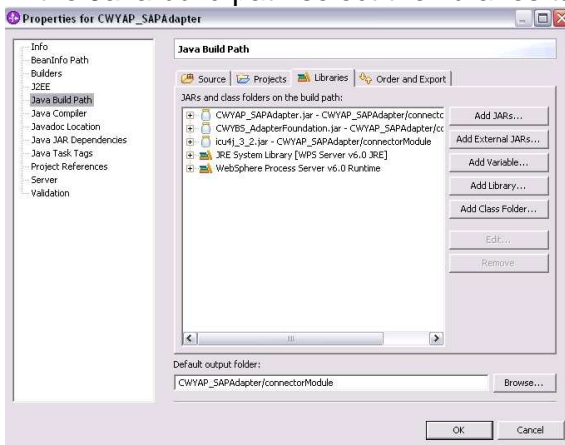 Properties for CWYAP_SAPAdapter
Info
BeanInfo Path
Builders
J2EE
Java Build Path
Java Compiler
Javadoc Location
Java JAR Dependencies
Java Task Tags
Project References
Server
Validation
Java Build Path
Source
Projects
Libraries
Order and Export
JARs and class folders on the build path:
CWYAP_SAPAdapter.jar - CWYAP_SAPAdapter/connecto
CWYBS_AdapterFoundation.jar - CWYAP_SAPAdapter/cc
icu4j_3_2.jar - CWYAP_SAPAdapter/connectorModule
JRE System Library [WPS Server v6.0 JRE]
WebSphere Process Server v6.0 Runtime
Add JARs...
Add External JARs...
Add Variable...
Add Library...
Add Class Folder...
Edit...
Remove
Default output folder:
CWYAP_SAPAdapter/connectorModule
Browse...
OK
Cancel